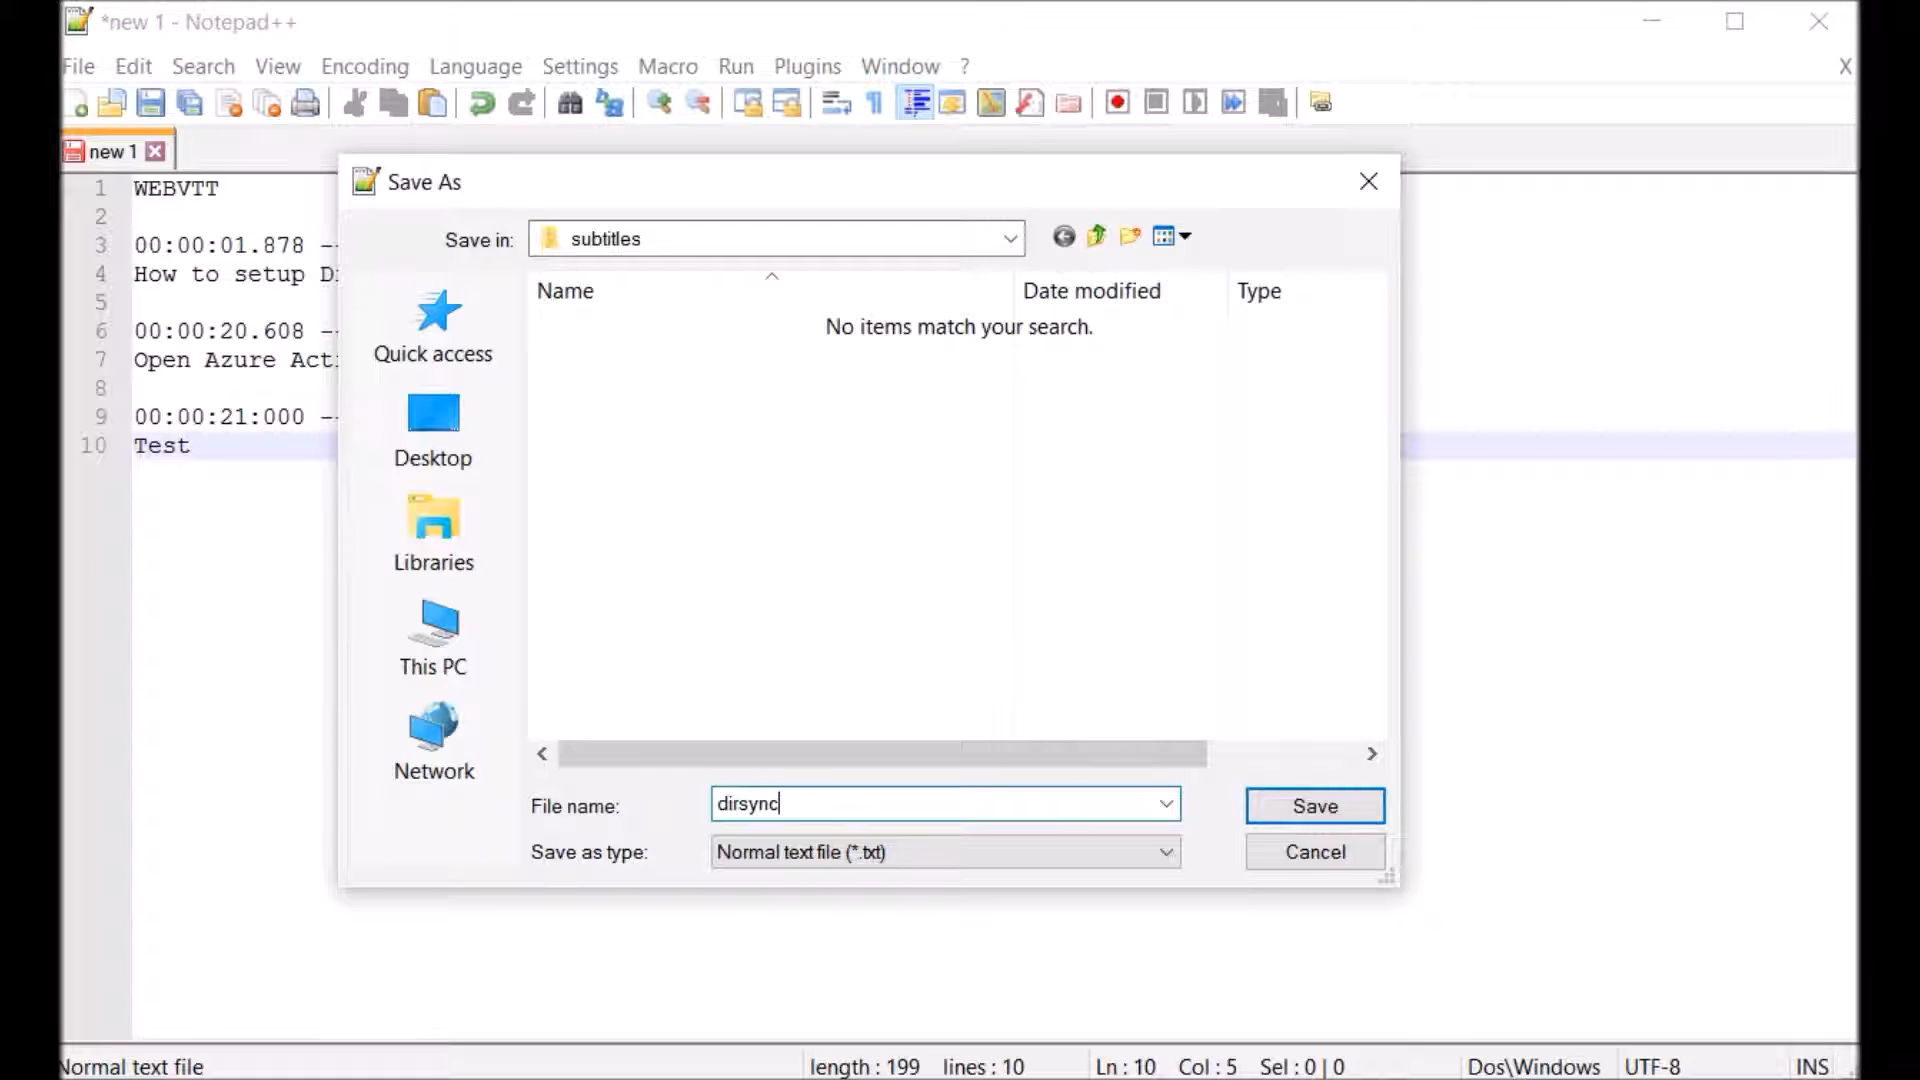 *new 1 - Notepad++
File Edit Search View Encoding Language Settings Macro Run Plugins Window ?
X
new 1
1 WEBVTT
2
3 00:00:01.878 --
4 How to setup Di
5
6 00:00:20.608 --
7 Open Azure Acti
8
9 00:00:21:000 --
10 Test
Save As
Save in: subtitles
Name Date modified Type
No items match your search.
Quick access
Desktop
Libraries
This PC
Network
File name: dirsync Save
Save as type: Normal text file (*.txt) Cancel
Normal text file length : 199 lines : 10 Ln : 10 Col : 5 Sel : 0 | 0 Dos\Windows UTF-8 INS